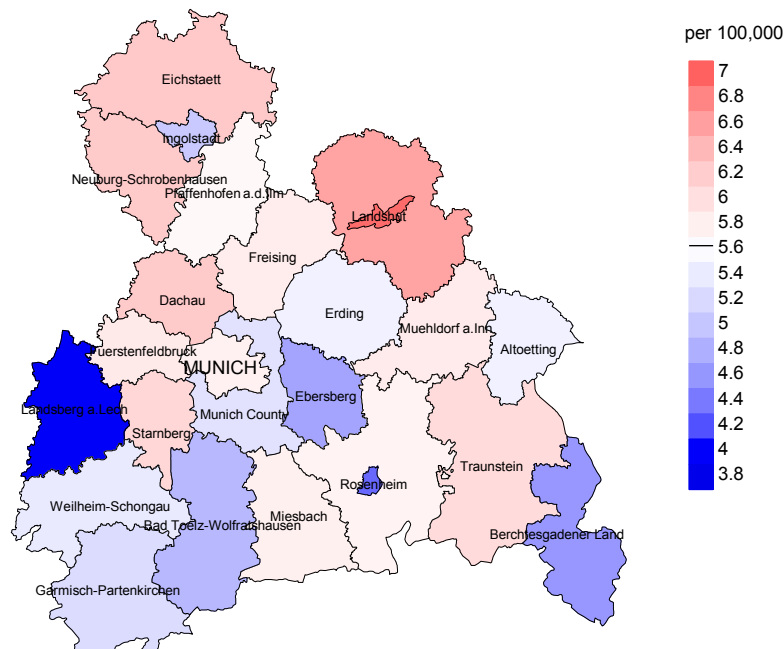 per 100,000
7
6.8
6.6
6.4
6.2
6
5.8
5.6
5.4
5.2
5
4.8
4.6
4.4
4.2
4
3.8
Eichstaett
Ingolstadt
Neuburg-Schrobenhausen
Pfaffenhofen a.d.Ilm
Landshut
Freising
Dachau
Erding
Muehldorf a.Inn
Altoetting
Fuerstenfeldbruck
MUNICH
Ebersberg
Landsberg a.Lech
Munich County
Starnberg
Traunstein
Rosenheim
Weilheim-Schongau
Miesbach
Bad Toelz-Wolfratshausen
Berchtesgadener Land
Garmisch-Partenkirchen